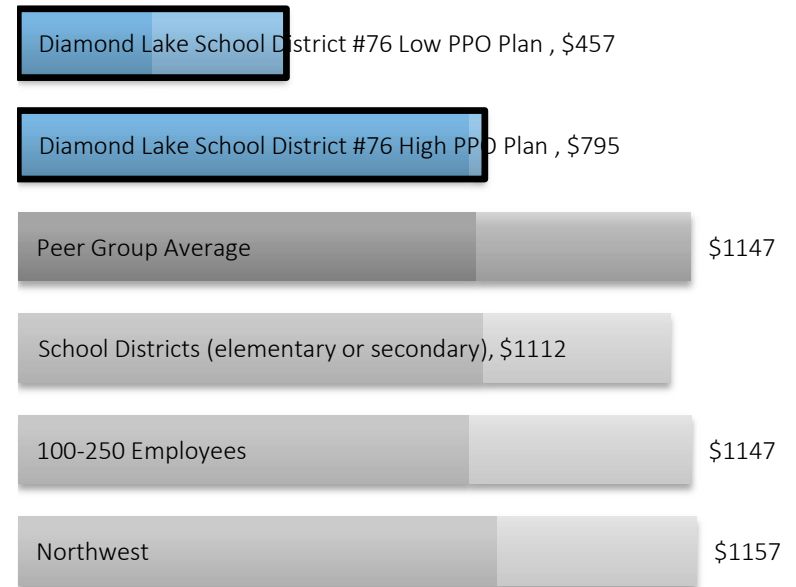 Diamond Lake School District #76 Low PPO Plan , $457
Diamond Lake School District #76 High PPO Plan , $795
Peer Group Average $1147
School Districts (elementary or secondary), $1112
100-250 Employees $1147
Northwest $1157